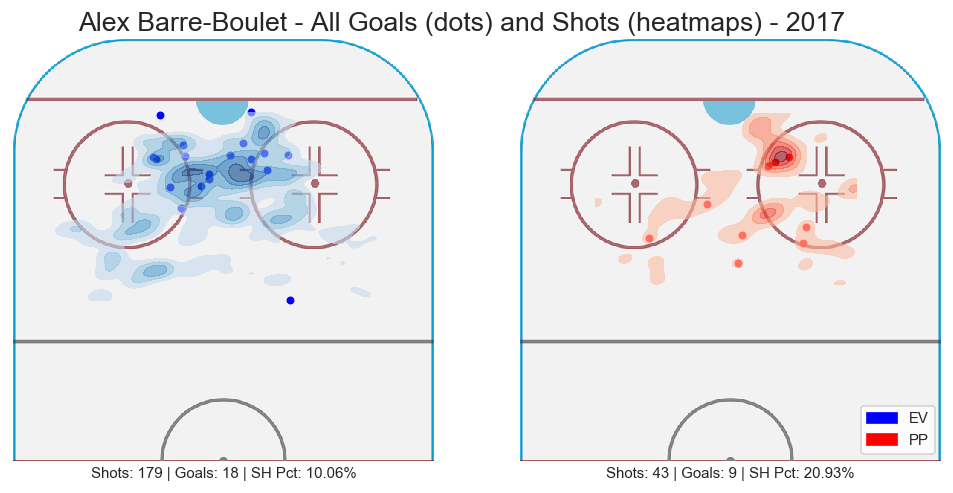 Alex Barre-Boulet - All Goals (dots) and Shots (heatmaps) - 2017
EV
PP
Shots: 179 | Goals: 18 | SH Pct: 10.06%
Shots: 43 | Goals: 9 | SH Pct: 20.93%